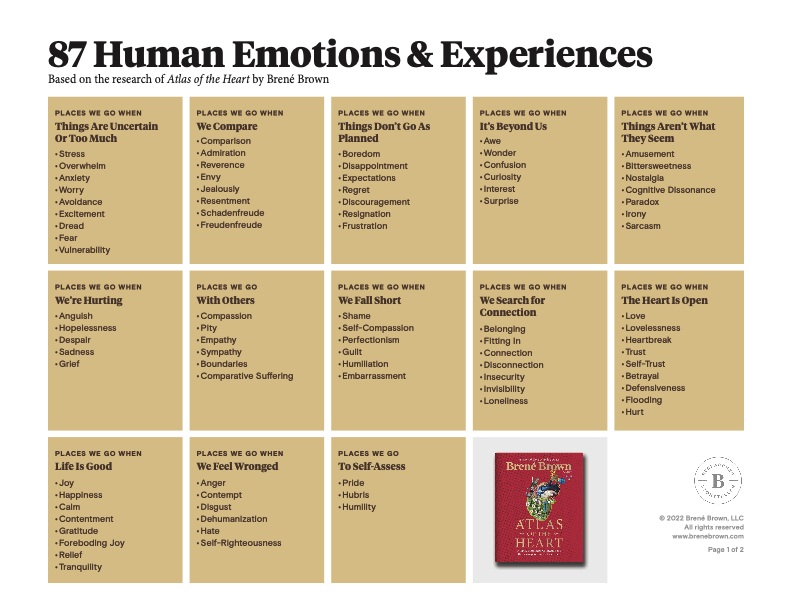 87 Human Emotions & Experiences
Based on the research of Atlas of the Heart by Brené Brown
PLACES WE GO WHEN
Things Are Uncertain
Or Too Much
•Stress
•Overwhelm
•Anxiety
•Worry
•Avoidance
•Excitement
•Dread
•Fear
•Vulnerability
PLACES WE GO WHEN
We Compare
•Comparison
•Admiration
•Reverence
•Envy
•Jealously
•Resentment
•Schadenfreude
•Freudenfreude
PLACES WE GO WHEN
Things Don't Go As
Planned
•Boredom
•Disappointment
•Expectations
•Regret
•Discouragement
•Resignation
•Frustration
PLACES WE GO WHEN
It's Beyond Us
•Awe
•Wonder
•Confusion
•Curiosity
•Interest
•Surprise
PLACES WE GO WHEN
Things Aren't What
They Seem
•Amusement
•Bittersweetness
•Nostalgia
•Cognitive Dissonance
•Paradox
•Irony
•Sarcasm
PLACES WE GO WHEN
We're Hurting
•Anguish
•Hopelessness
•Despair
•Sadness
•Grief
PLACES WE GO
With Others
•Compassion
•Pity
•Empathy
•Sympathy
•Boundaries
•Comparative Suffering
PLACES WE GO WHEN
We Fall Short
•Shame
•Self-Compassion
•Perfectionism
•Guilt
•Humiliation
•Embarrassment
PLACES WE GO WHEN
We Search for
Connection
•Belonging
•Fitting In
•Connection
•Disconnection
•Insecurity
•Invisibility
•Loneliness
PLACES WE GO WHEN
The Heart Is Open
•Love
•Lovelessness
•Heartbreak
•Trust
•Self-Trust
•Betrayal
•Defensiveness
•Flooding
•Hurt
PLACES WE GO WHEN
Life Is Good
•Joy
•Happiness
•Calm
•Contentment
•Gratitude
•Foreboding Joy
•Relief
•Tranquility
PLACES WE GO WHEN
We Feel Wronged
•Anger
•Contempt
•Disgust
•Dehumanization
•Hate
•Self-Righteousness
PLACES WE GO
To Self-Assess
•Pride
•Hubris
•Humility
Brené Brown
ATLAS
OF THE
HEART
B
© 2022 Brené Brown, LLC
All rights reserved
www.brenebrown.com
Page 1 of 2